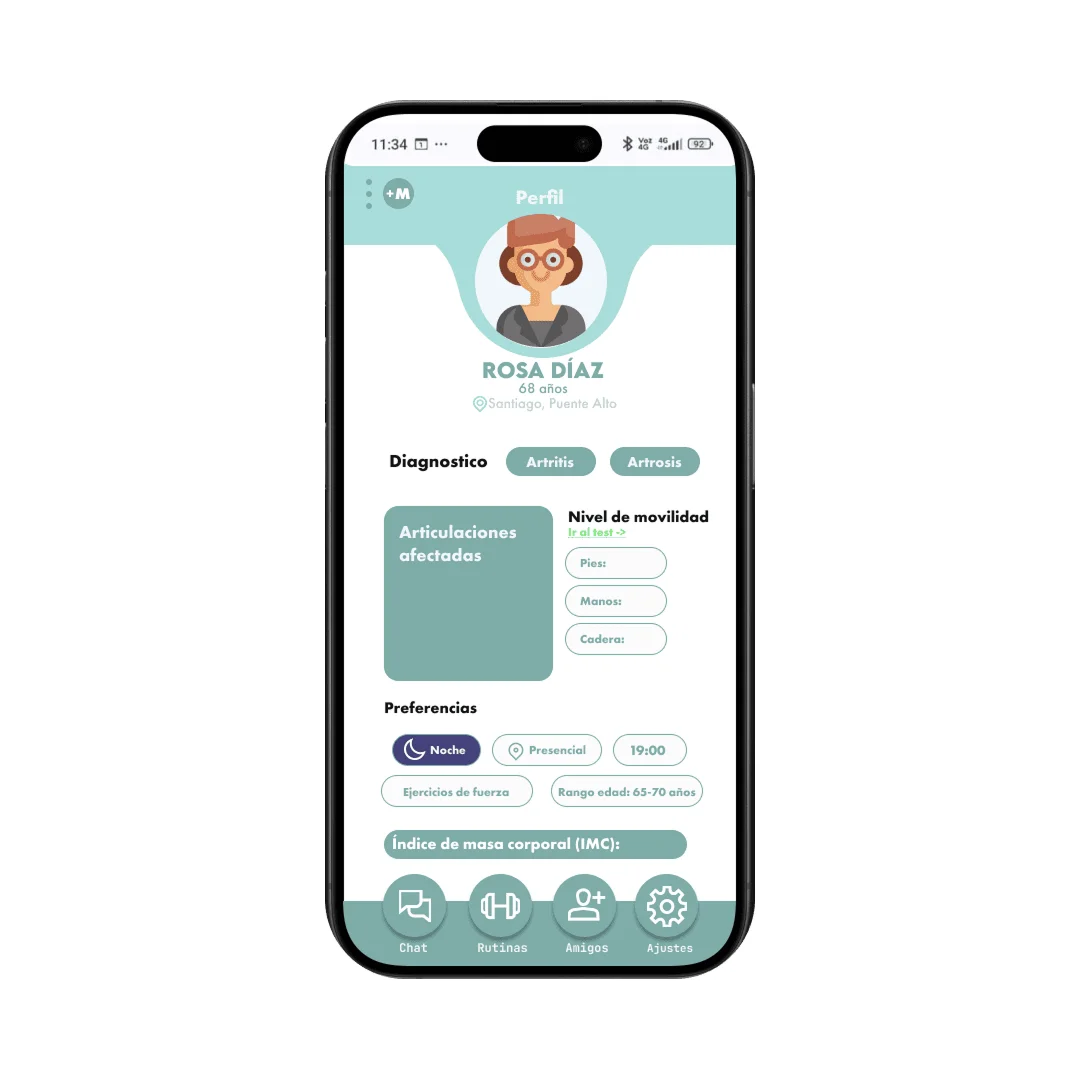 11:34 1 ...
Voz 4G 4G 92
+M
Perfil
ROSA DÍAZ
68 años
Santiago, Puente Alto
Diagnostico Artritis Artrosis
Articulaciones
afectadas
Nivel de movilidad
Ir al test ->
Pies:
Manos:
Cadera:
Preferencias
Noche Presencial 19:00
Ejercicios de fuerza Rango edad: 65-70 años
Índice de masa corporal (IMC):
Chat Rutinas Amigos Ajustes